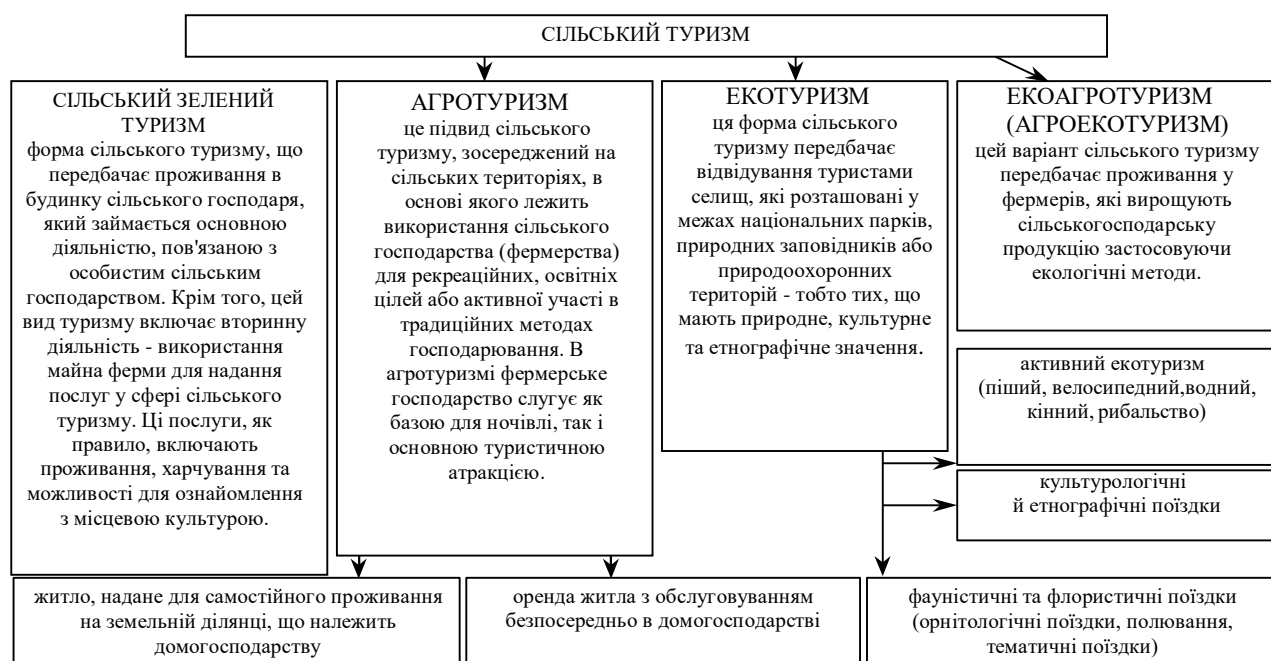 СІЛЬСЬКИЙ ТУРИЗМ
СІЛЬСЬКИЙ ЗЕЛЕНИЙ
ТУРИЗМ
форма сільського туризму, що
передбачає проживання в
будинку сільського господаря,
який займається основною
діяльністю, пов'язаною з
особистим сільським
господарством. Крім того, цей
вид туризму включає вторинну
діяльність - використання
майна ферми для надання
послуг у сфері сільського
туризму. Ці послуги, як
правило, включають
проживання, харчування та
можливості для ознайомлення
з місцевою культурою.
АГРОТУРИЗМ
це підвид сільського
туризму, зосереджений на
сільських територіях, в
основі якого лежить
використання сільського
господарства (фермерства)
для рекреаційних, освітніх
цілей або активної участі в
традиційних методах
господарювання. В
агротуризмі фермерське
господарство слугує як
базою для ночівлі, так і
основною туристичною
атракцією.
ЕКОТУРИЗМ
ця форма сільського
туризму передбачає
відвідування туристами
селищ, які розташовані у
межах національних парків,
природних заповідників або
природоохоронних
територій - тобто тих, що
мають природне, культурне
та етнографічне значення.
ЕКОАГРОТУРИЗМ
(АГРОЕКОТУРИЗМ)
цей варіант сільського туризму
передбачає проживання у
фермерів, які вирощують
сільськогосподарську
продукцію застосовуючи
екологічні методи.
активний екотуризм
(піший, велосипедний,водний,
кінний, рибальство)
культурологічні
й етнографічні поїздки
житло, надане для самостійного проживання
на земельній ділянці, що належить
домогосподарству
оренда житла з обслуговуванням
безпосередньо в домогосподарстві
фауністичні та флористичні поїздки
(орнітологічні поїздки, полювання,
тематичні поїздки)